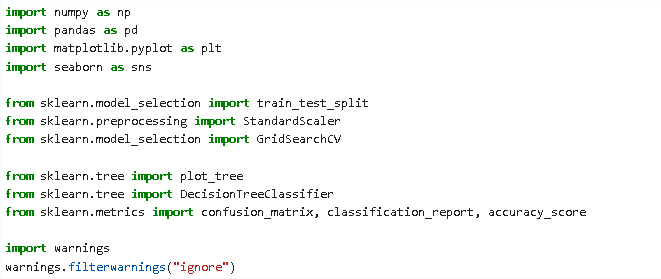 import numpy as np
import pandas as pd
import matplotlib.pyplot as plt
import seaborn as sns
from sklearn.model_selection import train_test_split
from sklearn.preprocessing import StandardScaler
from sklearn.model_selection import GridSearchCV
from sklearn.tree import plot_tree
from sklearn.tree import DecisionTreeClassifier
from sklearn.metrics import confusion_matrix, classification_report, accuracy_score
import warnings
warnings.filterwarnings("ignore")